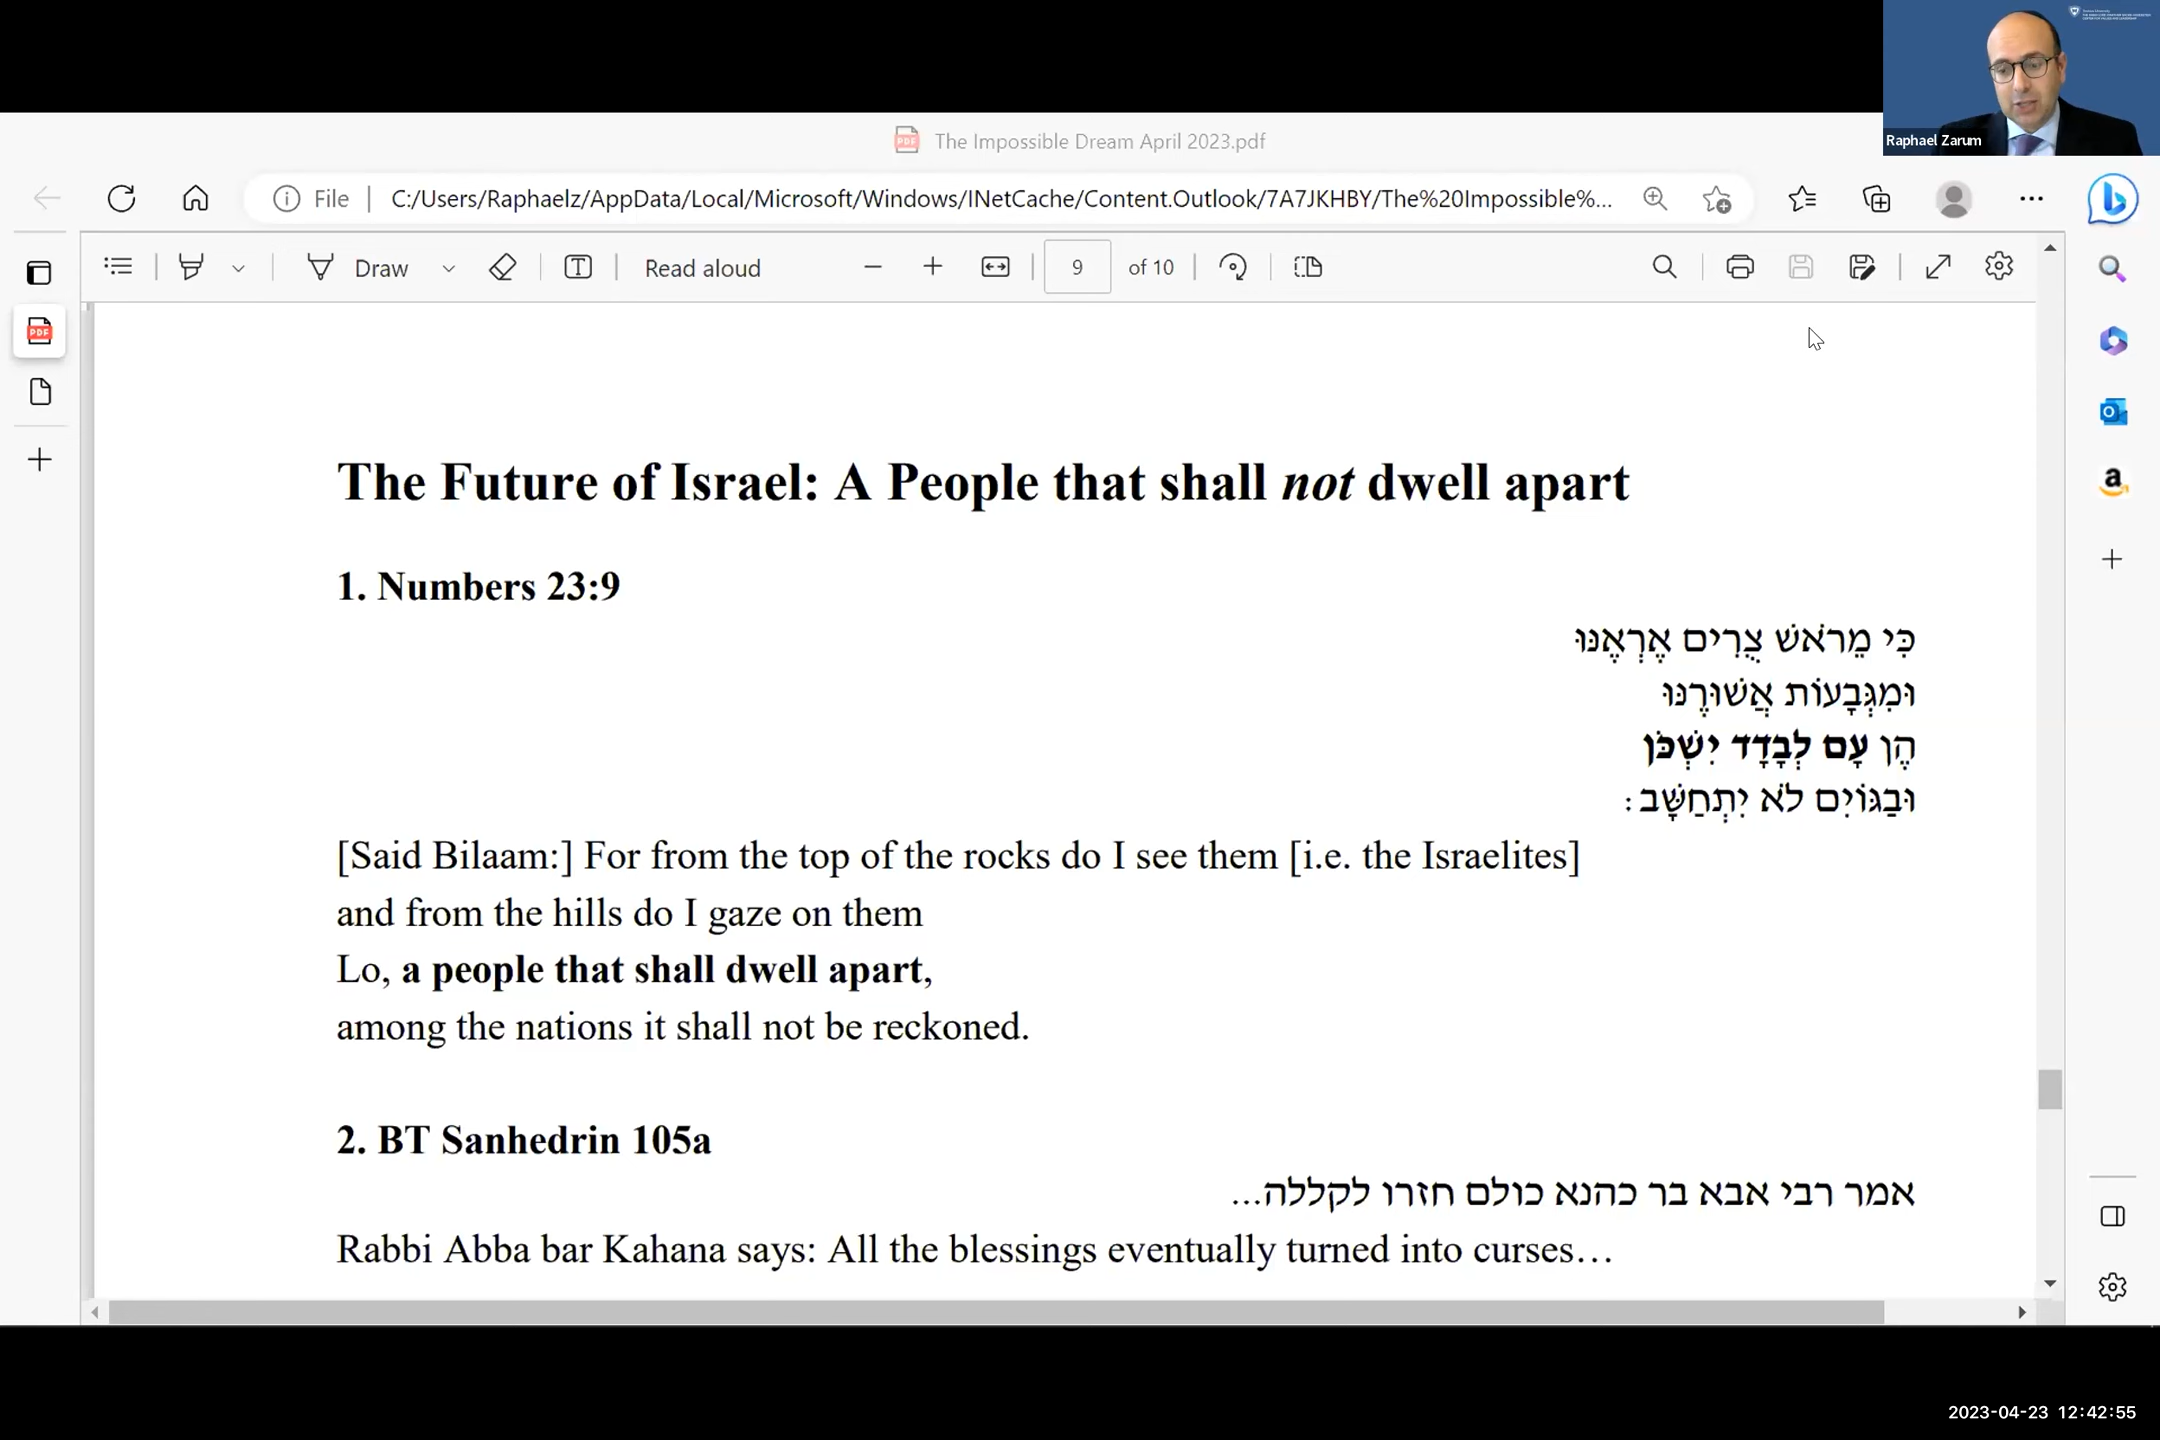 The Impossible Dream April 2023.pdf
Raphael Zarum
File
C:/Users/Raphaelz/AppData/Local/Microsoft/Windows/INetCache/Content.Outlook/7A7JKHBY/The%20Impossible%...
Draw
Read aloud
9 of 10
The Future of Israel: A People that shall not dwell apart
1. Numbers 23:9
כִּי מֵרֹאשׁ צֻרִים אֶרְאֶנּוּ
וּמִגְּבָעוֹת אֲשׁוּרֶנּוּ
הֶן עָם לְבָדָד יִשְׁכֹּן
וּבַגּוֹיִם לֹא יִתְחַשָּׁב:
[Said Bilaam:] For from the top of the rocks do I see them [i.e. the Israelites]
and from the hills do I gaze on them
Lo, a people that shall dwell apart,
among the nations it shall not be reckoned.
2. BT Sanhedrin 105a
אמר רבי אבא בר כהנא כולם חזרו לקללה...
Rabbi Abba bar Kahana says: All the blessings eventually turned into curses…
2023-04-23 12:42:55